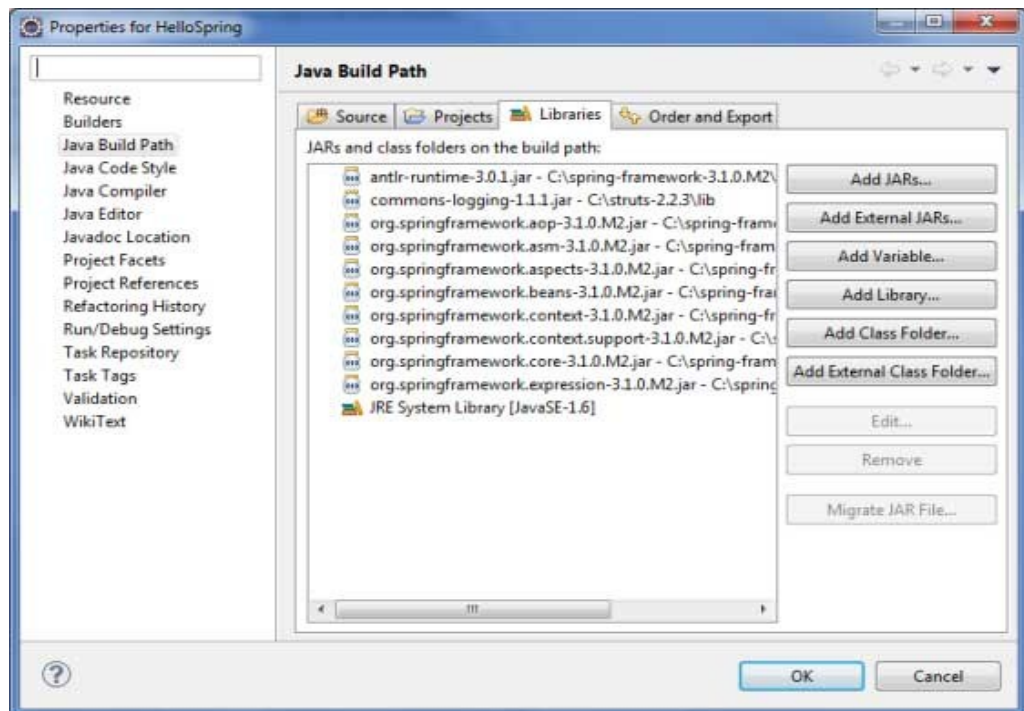 Properties for HelloSpring
Resource
Builders
Java Build Path
Java Code Style
Java Compiler
Java Editor
Javadoc Location
Project Facets
Project References
Refactoring History
Run/Debug Settings
Task Repository
Task Tags
Validation
WikiText
Java Build Path
Source Projects Libraries Order and Export
JARs and class folders on the build path:
antlr-runtime-3.0.1.jar - C:\spring-framework-3.1.0.M2\
commons-logging-1.1.1.jar - C:\struts-2.2.3\lib
org.springframework.aop-3.1.0.M2.jar - C:\spring-frame
org.springframework.asm-3.1.0.M2.jar - C:\spring-fram
org.springframework.aspects-3.1.0.M2.jar - C:\spring-fr
org.springframework.beans-3.1.0.M2.jar - C:\spring-fra
org.springframework.context-3.1.0.M2.jar - C:\spring-fr
org.springframework.context.support-3.1.0.M2.jar - C:\
org.springframework.core-3.1.0.M2.jar - C:\spring-fram
org.springframework.expression-3.1.0.M2.jar - C:\spring
JRE System Library [JavaSE-1.6]
Add JARs...
Add External JARs...
Add Variable...
Add Library...
Add Class Folder...
Add External Class Folder...
Edit...
Remove
Migrate JAR File...
?
OK
Cancel